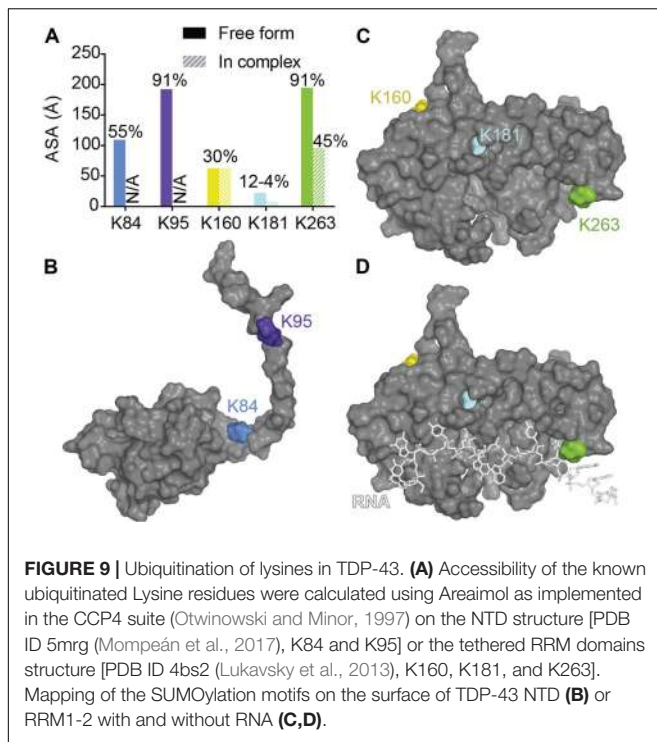 A
Free form
In complex
ASA (Å)
250
200
150
100
50
0
55%
N/A
91%
N/A
30%
12-4%
91%
45%
K84
K95
K160
K181
K263
B
K95
K84
C
K160
K181
K263
D
RNA
FIGURE 9 | Ubiquitination of lysines in TDP-43. (A) Accessibility of the known
ubiquitinated Lysine residues were calculated using Areaimol as implemented
in the CCP4 suite (Otwinowski and Minor, 1997) on the NTD structure [PDB
ID 5mrg (Mompeán et al., 2017), K84 and K95] or the tethered RRM domains
structure [PDB ID 4bs2 (Lukavsky et al., 2013), K160, K181, and K263].
Mapping of the SUMOylation motifs on the surface of TDP-43 NTD (B) or
RRM1-2 with and without RNA (C,D).